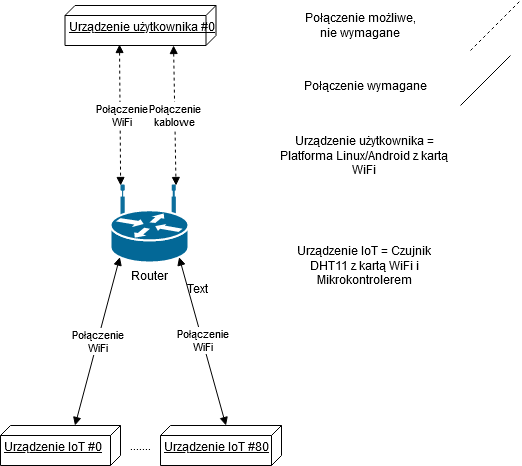 Urządzenie użytkownika #0
Połączenie możliwe,
nie wymagane
Połączenie wymagane
Połączenie
WiFi
Połączenie
kablowe
Urządzenie użytkownika =
Platforma Linux/Android z kartą
WiFi
Router
Text
Urządzenie IoT = Czujnik
DHT11 z kartą WiFi i
Mikrokontrolerem
Połączenie
WiFi
Połączenie
WiFi
Urządzenie IoT #0
.......
Urządzenie IoT #80